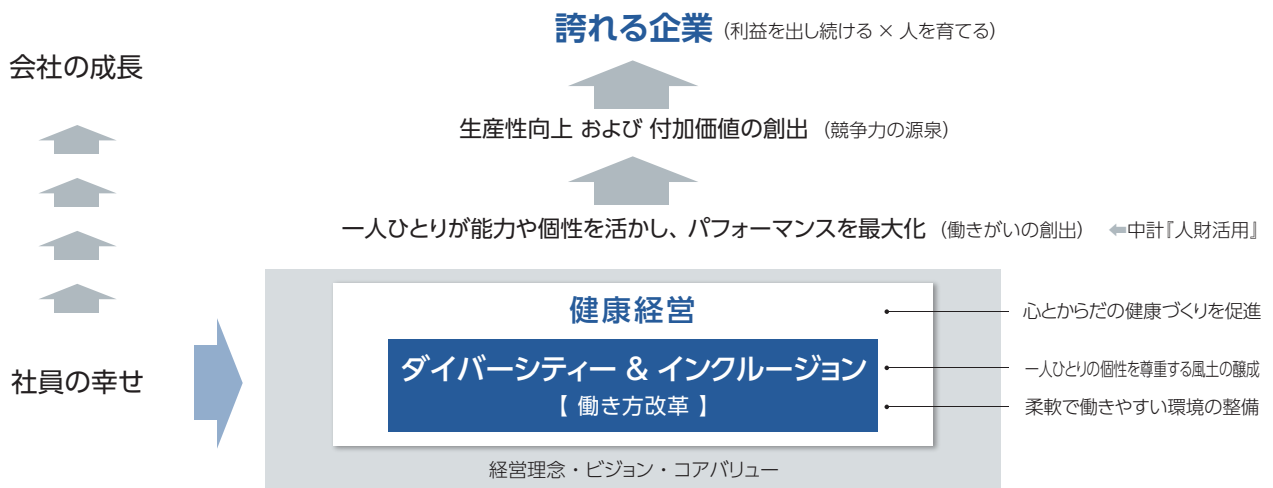 誇れる企業（利益を出し続ける × 人を育てる）
会社の成長
生産性向上 および 付加価値の創出（競争力の源泉）
一人ひとりが能力や個性を活かし、パフォーマンスを最大化（働きがいの創出）⬅中計『人財活用』
健康経営
心とからだの健康づくりを促進
社員の幸せ
ダイバーシティー & インクルージョン
一人ひとりの個性を尊重する風土の醸成
【 働き方改革 】
柔軟で働きやすい環境の整備
経営理念・ビジョン・コアバリュー